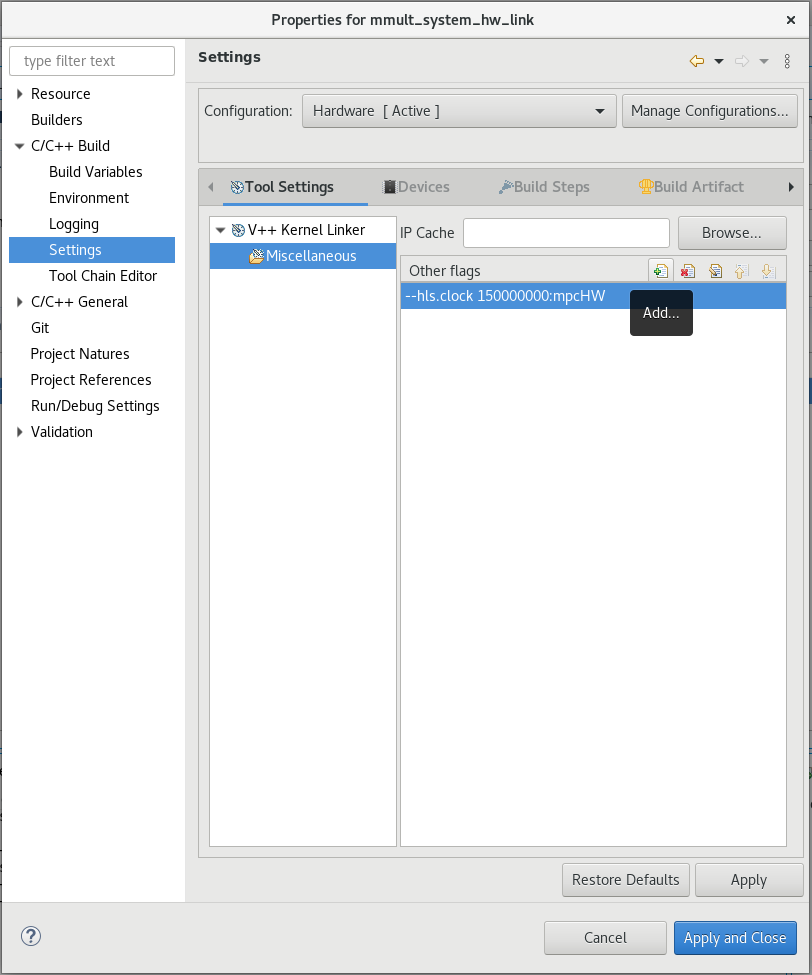 Properties for mmult_system_hw_link
type filter text
Resource
Builders
C/C++ Build
Build Variables
Environment
Logging
Settings
Tool Chain Editor
C/C++ General
Git
Project Natures
Project References
Run/Debug Settings
Validation
Settings
Configuration: Hardware [ Active ] Manage Configurations...
Tool Settings Devices Build Steps Build Artifact
V++ Kernel Linker
Miscellaneous
IP Cache Browse...
Other flags
--hls.clock 150000000:mpcHW
Add...
Restore Defaults Apply
Cancel Apply and Close